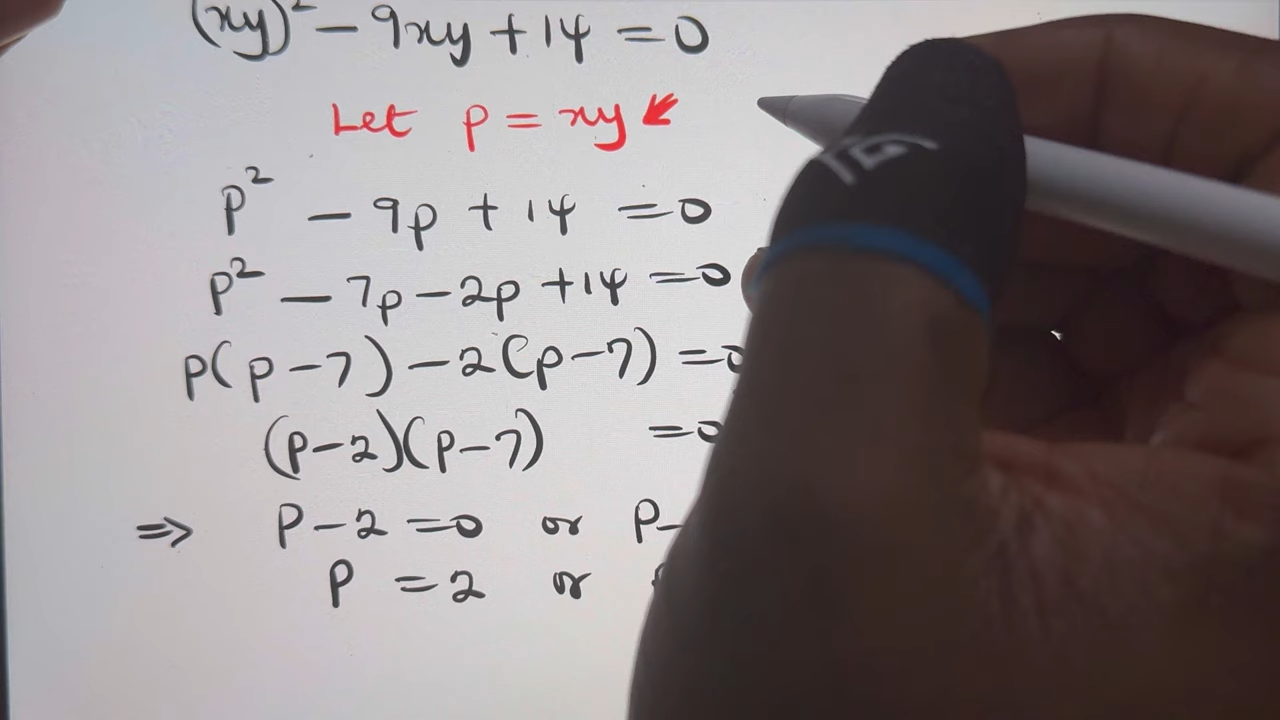 (xy)² - 9xy + 14 = 0
Let p = xy
p² - 9p + 14 = 0
p² - 7p - 2p + 14 = 0
p(p - 7) - 2(p - 7) = 0
(p - 2)(p - 7) = 0
⇒ p - 2 = 0 or p -
p = 2 or